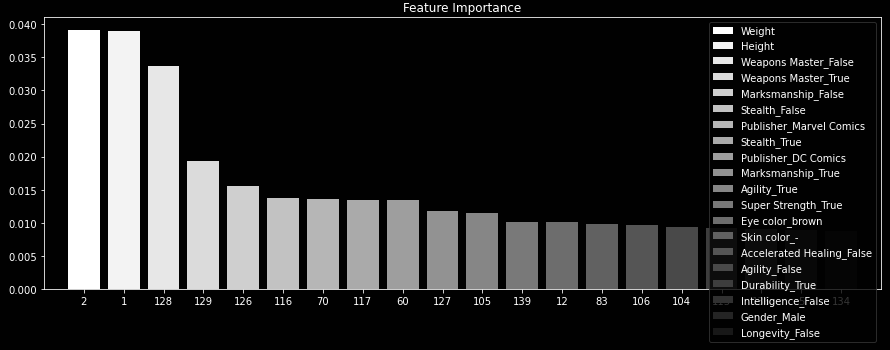 Feature Importance
0.040
0.035
0.030
0.025
0.020
0.015
0.010
0.005
0.000
2 1 128 129 126 116 70 117 60 127 105 139 12 83 106 104 134
Weight
Height
Weapons Master_False
Weapons Master_True
Marksmanship_False
Stealth_False
Publisher_Marvel Comics
Stealth_True
Publisher_DC Comics
Marksmanship_True
Agility_True
Super Strength_True
Eye color_brown
Skin color_-
Accelerated Healing_False
Agility_False
Durability_True
Intelligence_False
Gender_Male
Longevity_False